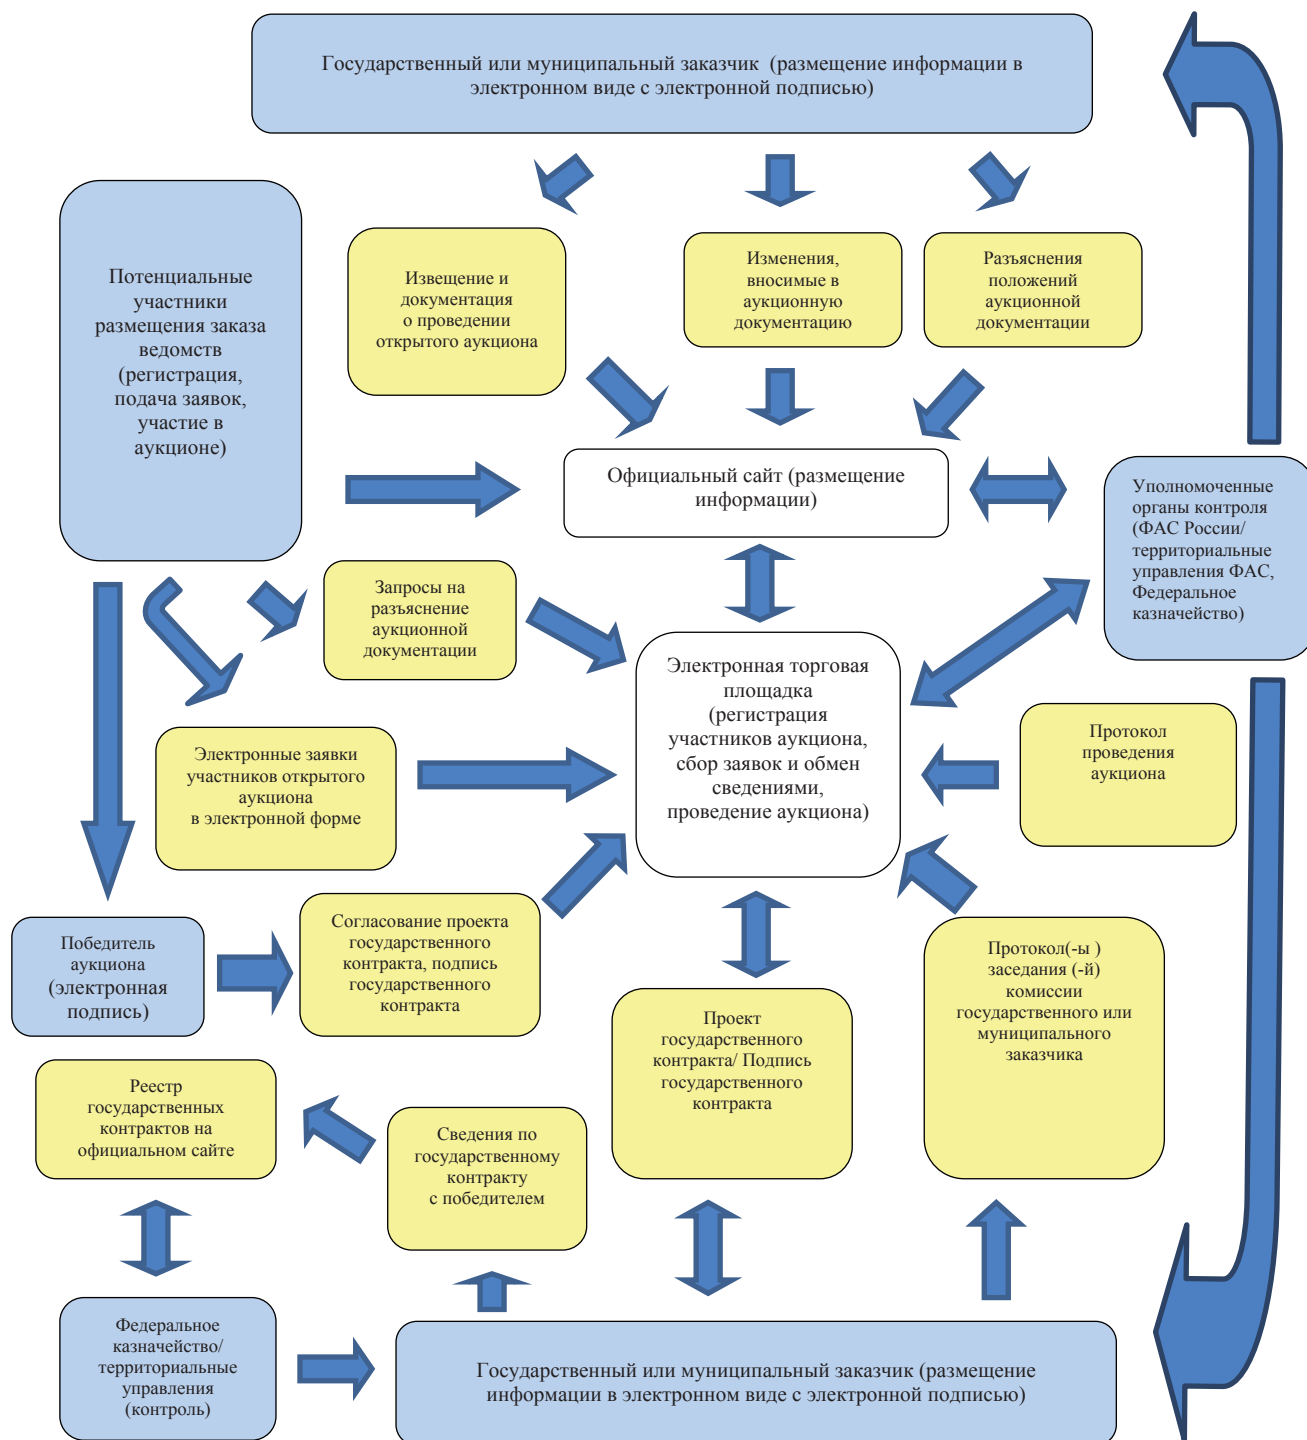 Государственный или муниципальный заказчик (размещение информации в
электронном виде с электронной подписью)
Потенциальные
участники
размещения заказа
ведомств
(регистрация,
подача заявок,
участие в
аукционе)
Извещение и
документация
о проведении
открытого аукциона
Изменения,
вносимые в
аукционную
документацию
Разъяснения
положений
аукционной
документации
Официальный сайт (размещение
информации)
Уполномоченные
органы контроля
(ФАС России/
территориальные
управления ФАС,
Федеральное
казначейство)
Запросы на
разъяснение
аукционной
документации
Электронная торговая
площадка
(регистрация
участников аукциона,
сбор заявок и обмен
сведениями,
проведение аукциона)
Электронные заявки
участников открытого
аукциона
в электронной форме
Протокол
проведения
аукциона
Победитель
аукциона
(электронная
подпись)
Согласование проекта
государственного
контракта, подпись
государственного
контракта
Проект
государственного
контракта/ Подпись
государственного
контракта
Протокол(-ы )
заседания (-й)
комиссии
государственного или
муниципального
заказчика
Реестр
государственных
контрактов на
официальном сайте
Сведения по
государственному
контракту
с победителем
Федеральное
казначейство/
территориальные
управления
(контроль)
Государственный или муниципальный заказчик (размещение
информации в электронном виде с электронной подписью)